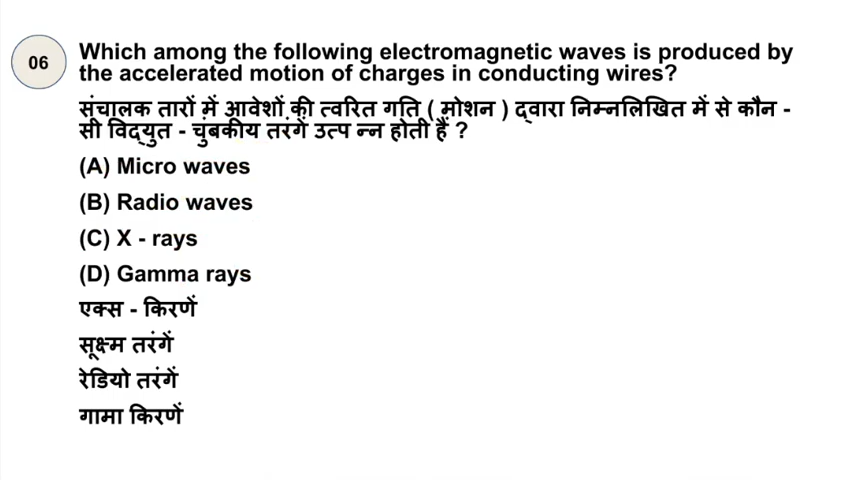 06
Which among the following electromagnetic waves is produced by
the accelerated motion of charges in conducting wires?
संचालक तारों में आवेशों की त्वरित गति ( मोशन ) द्वारा निम्नलिखित में से कौन -
सी विद्युत - चुंबकीय तरंगें उत्प न्न होती हैं ?
(A) Micro waves
(B) Radio waves
(C) X - rays
(D) Gamma rays
एक्स - किरणें
सूक्ष्म तरंगें
रेडियो तरंगें
गामा किरणें